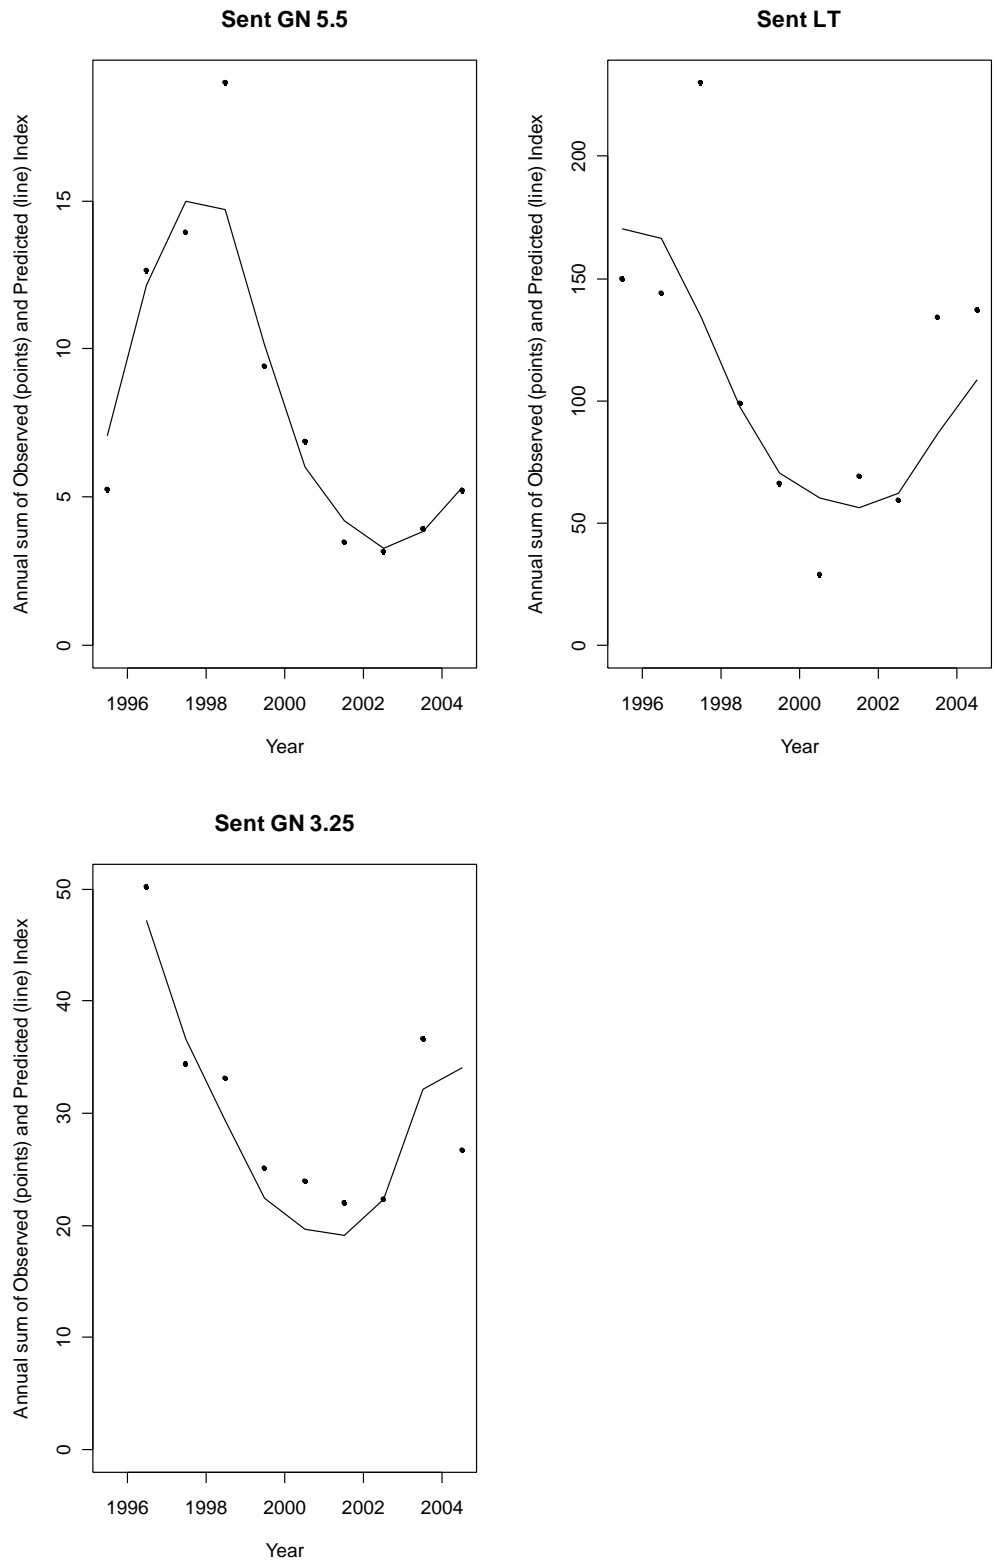 Sent GN 5.5
Annual sum of Observed (points) and Predicted (line) Index
15
10
5
0
1996 1998 2000 2002 2004
Year
Sent LT
Annual sum of Observed (points) and Predicted (line) Index
200
150
100
50
0
1996 1998 2000 2002 2004
Year
Sent GN 3.25
Annual sum of Observed (points) and Predicted (line) Index
50
40
30
20
10
0
1996 1998 2000 2002 2004
Year